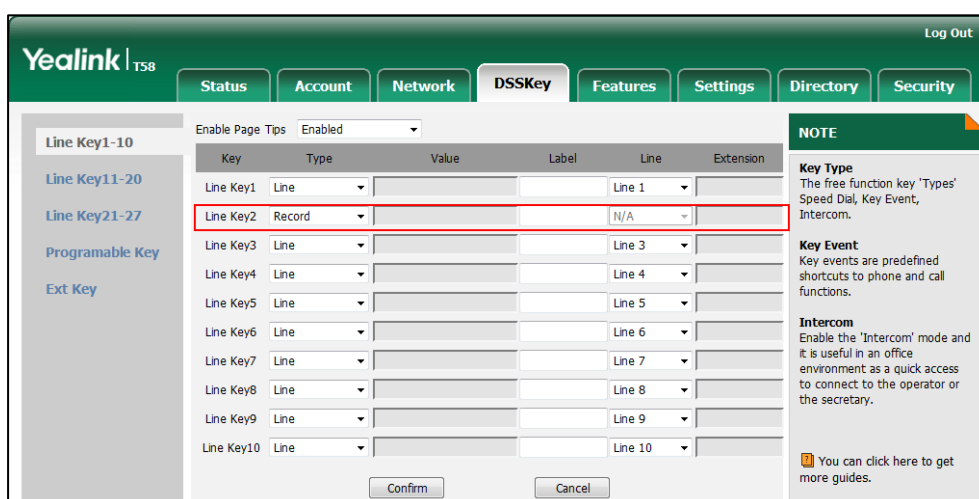 Log Out
Yealink T58
Status Account Network DSSKey Features Settings Directory Security
Line Key1-10
Line Key11-20
Line Key21-27
Programable Key
Ext Key
Enable Page Tips Enabled
Key Type Value Label Line Extension
Line Key1 Line Line 1
Line Key2 Record N/A
Line Key3 Line Line 3
Line Key4 Line Line 4
Line Key5 Line Line 5
Line Key6 Line Line 6
Line Key7 Line Line 7
Line Key8 Line Line 8
Line Key9 Line Line 9
Line Key10 Line Line 10
Confirm Cancel
NOTE
Key Type
The free function key 'Types'
Speed Dial, Key Event,
Intercom.
Key Event
Key events are predefined
shortcuts to phone and call
functions.
Intercom
Enable the 'Intercom' mode and
it is useful in an office
environment as a quick access
to connect to the operator or
the secretary.
? You can click here to get
more guides.